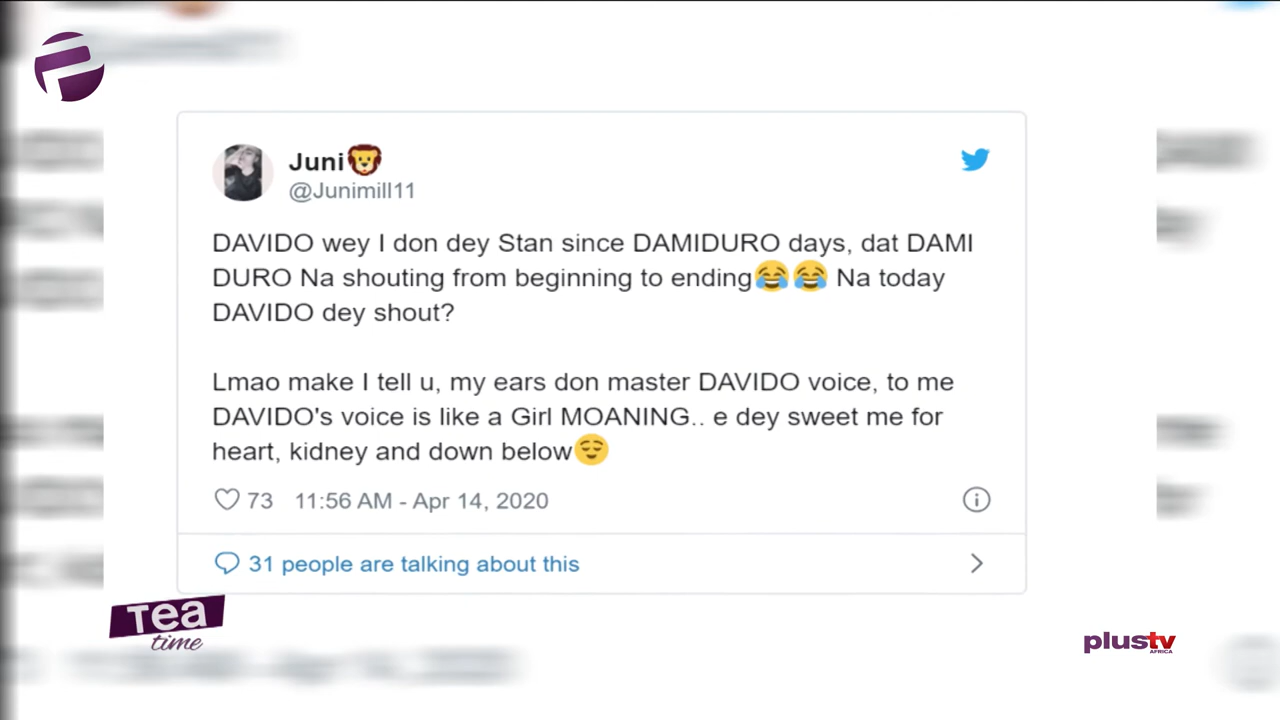 Juni🦁
@Junimill11
DAVIDO wey I don dey Stan since DAMIDURO days, dat DAMI
DURO Na shouting from beginning to ending😂😂 Na today
DAVIDO dey shout?
Lmao make I tell u, my ears don master DAVIDO voice, to me
DAVIDO's voice is like a Girl MOANING.. e dey sweet me for
heart, kidney and down below😌
73 11:56 AM - Apr 14, 2020
31 people are talking about this
Tea
time
plustv
AFRICA